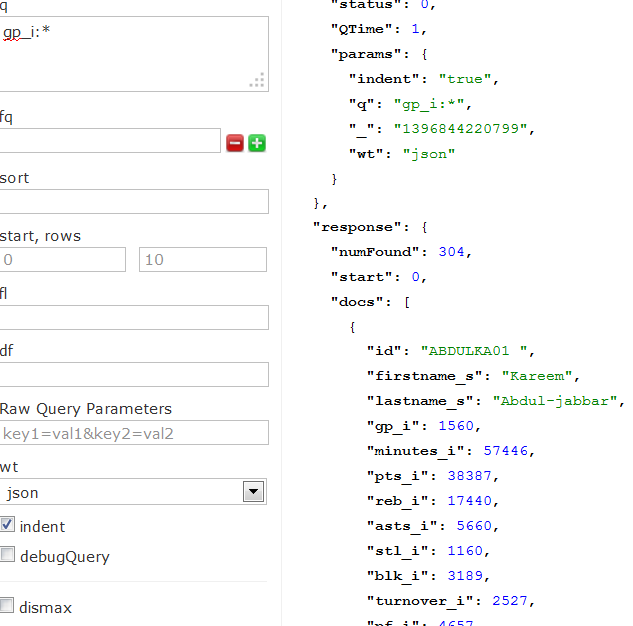 q
gp_i:*
fq
sort
start, rows
0
10
fl
df
Raw Query Parameters
key1=val1&key2=val2
wt
json
indent
debugQuery
dismax
"status": 0,
"QTime": 1,
"params": {
"indent": "true",
"q": "gp_i:*",
"_": "1396844220799",
"wt": "json"
}
},
"response": {
"numFound": 304,
"start": 0,
"docs": [
{
"id": "ABDULKA01 ",
"firstname_s": "Kareem",
"lastname_s": "Abdul-jabbar",
"gp_i": 1560,
"minutes_i": 57446,
"pts_i": 38387,
"reb_i": 17440,
"asts_i": 5660,
"stl_i": 1160,
"blk_i": 3189,
"turnover_i": 2527,
"pf_i": 4657,